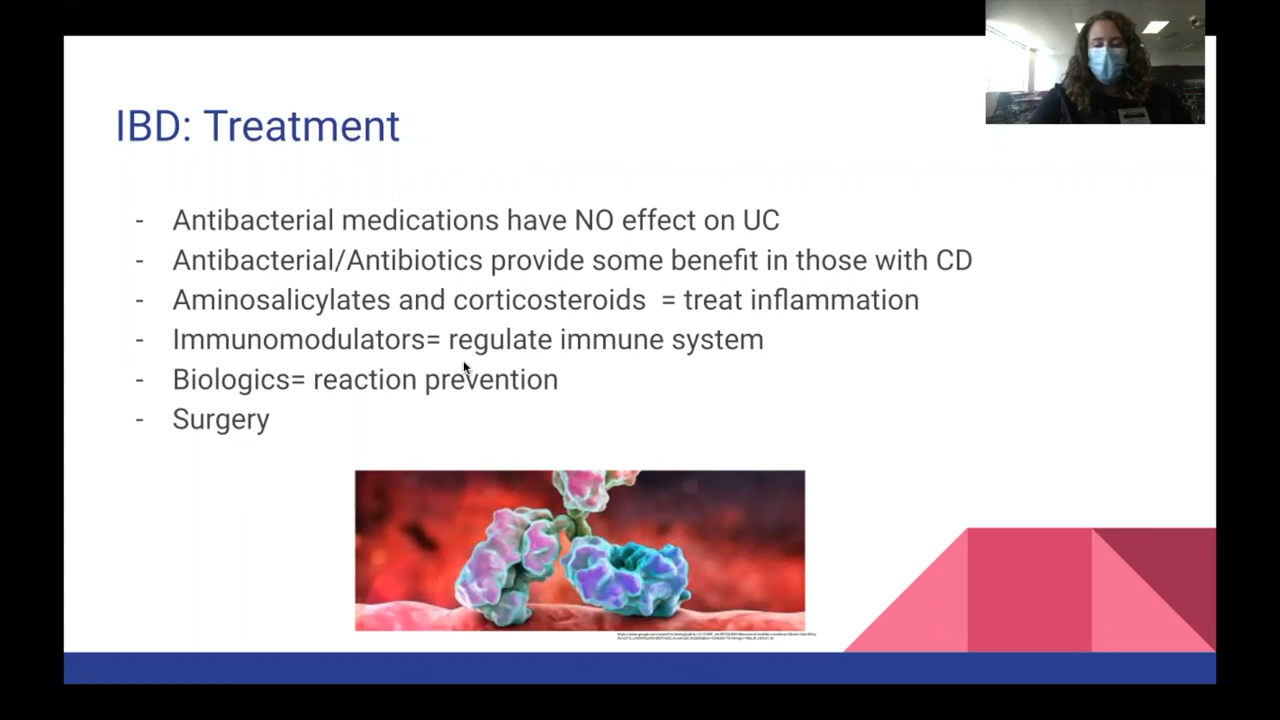 IBD: Treatment
- Antibacterial medications have NO effect on UC
- Antibacterial/Antibiotics provide some benefit in those with CD
- Aminosalicylates and corticosteroids  = treat inflammation
- Immunomodulators= regulate immune system
- Biologics= reaction prevention
- Surgery